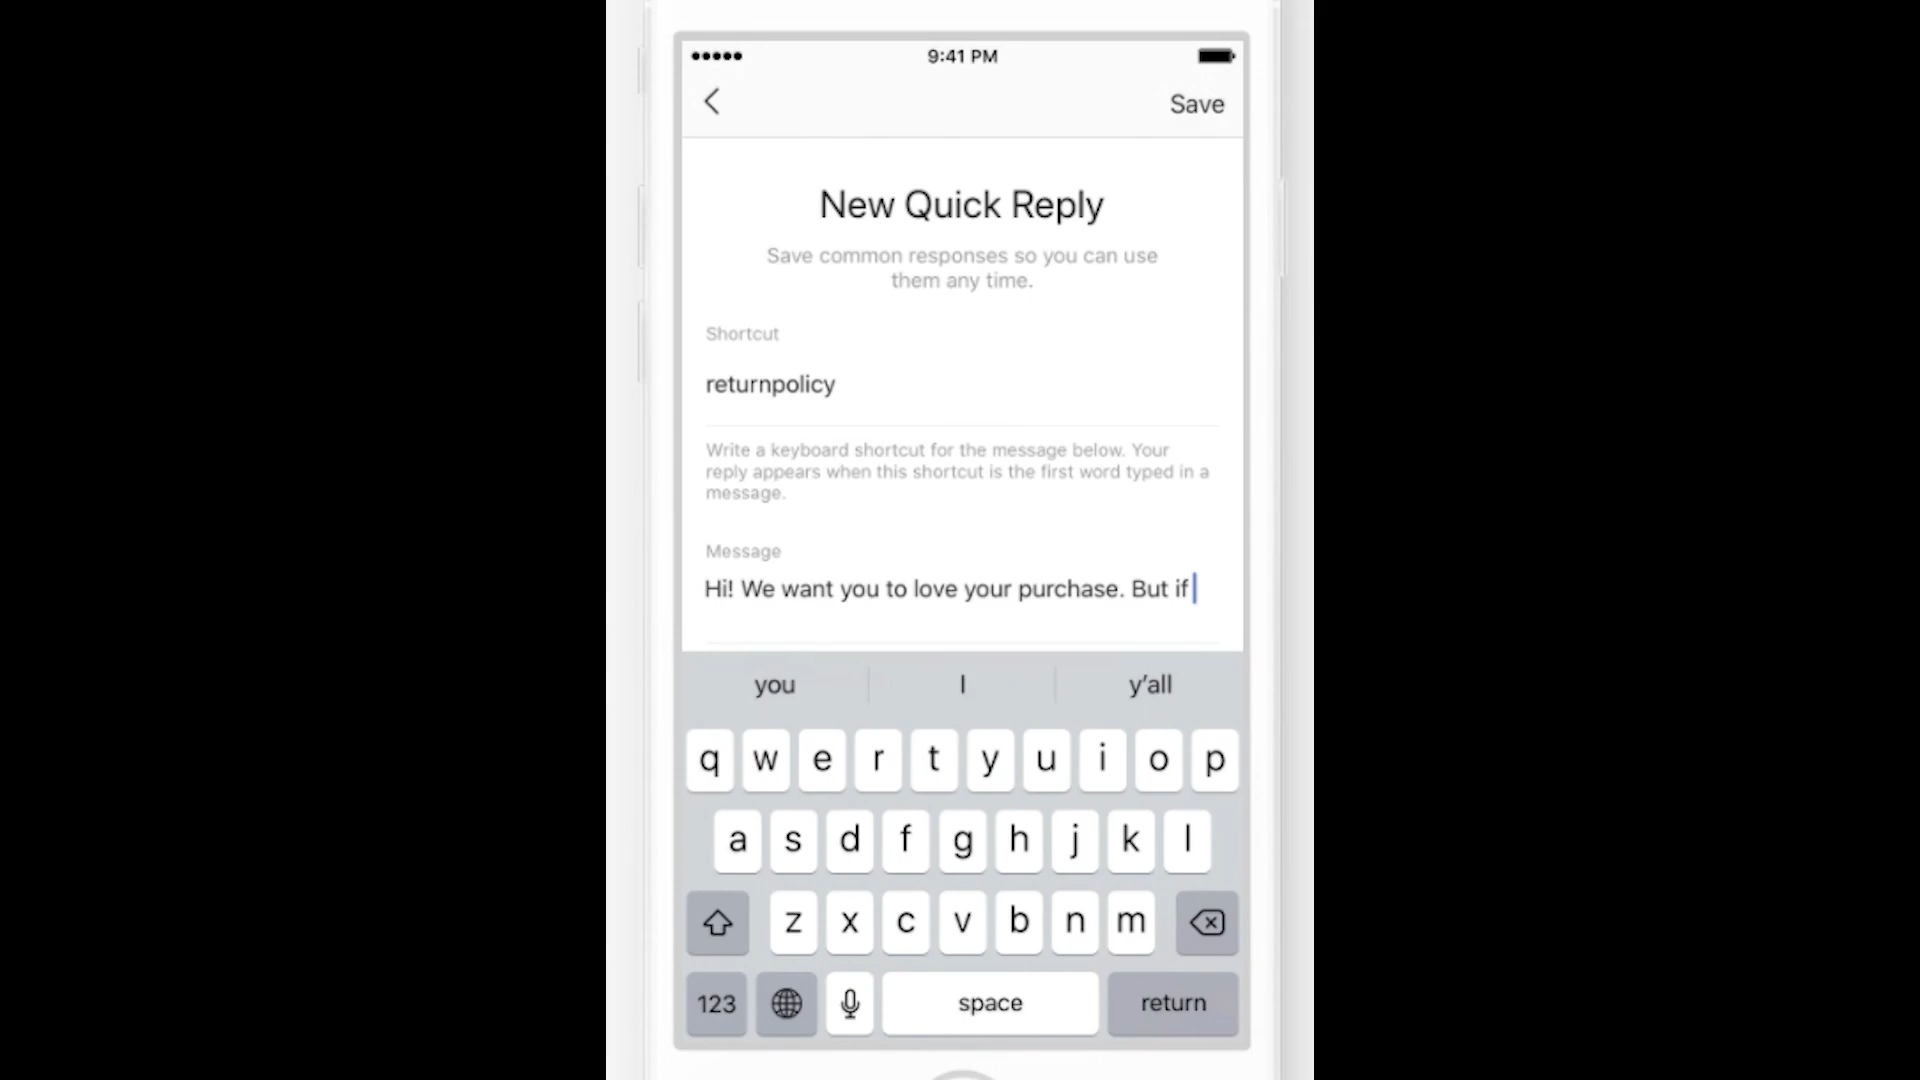 9:41 PM
Save
New Quick Reply
Save common responses so you can use
them any time.
Shortcut
returnpolicy
Write a keyboard shortcut for the message below. Your
reply appears when this shortcut is the first word typed in a
message.
Message
Hi! We want you to love your purchase. But if
you I y’all
q w e r t y u i o p
a s d f g h j k l
z x c v b n m
123 space return